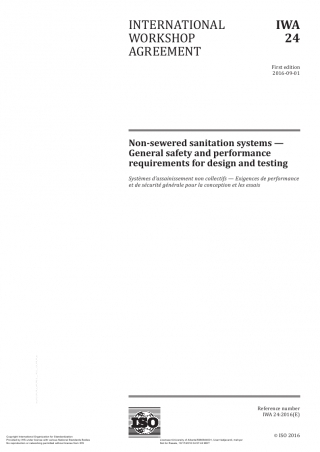 INTERNATIONAL
WORKSHOP
AGREEMENT
IWA
24
First edition
2016-09-01
Non-sewered sanitation systems —
General safety and performance
requirements for design and testing
Systèmes d'assainissement non collectifs — Exigences de performance
et de sécurité générale pour la conception et les essais
ISO
Reference number
IWA 24:2016(E)
© ISO 2016